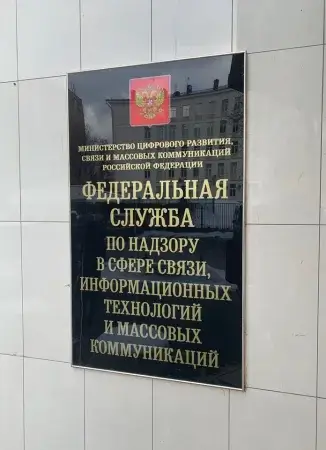 МИНИСТЕРСТВО ЦИФРОВОГО РАЗВИТИЯ,
СВЯЗИ И МАССОВЫХ КОММУНИКАЦИЙ
РОССИЙСКОЙ ФЕДЕРАЦИИ
ФЕДЕРАЛЬНАЯ
СЛУЖБА
ПО НАДЗОРУ
В СФЕРЕ СВЯЗИ,
ИНФОРМАЦИОННЫХ
ТЕХНОЛОГИЙ
И МАССОВЫХ
КОММУНИКАЦИЙ